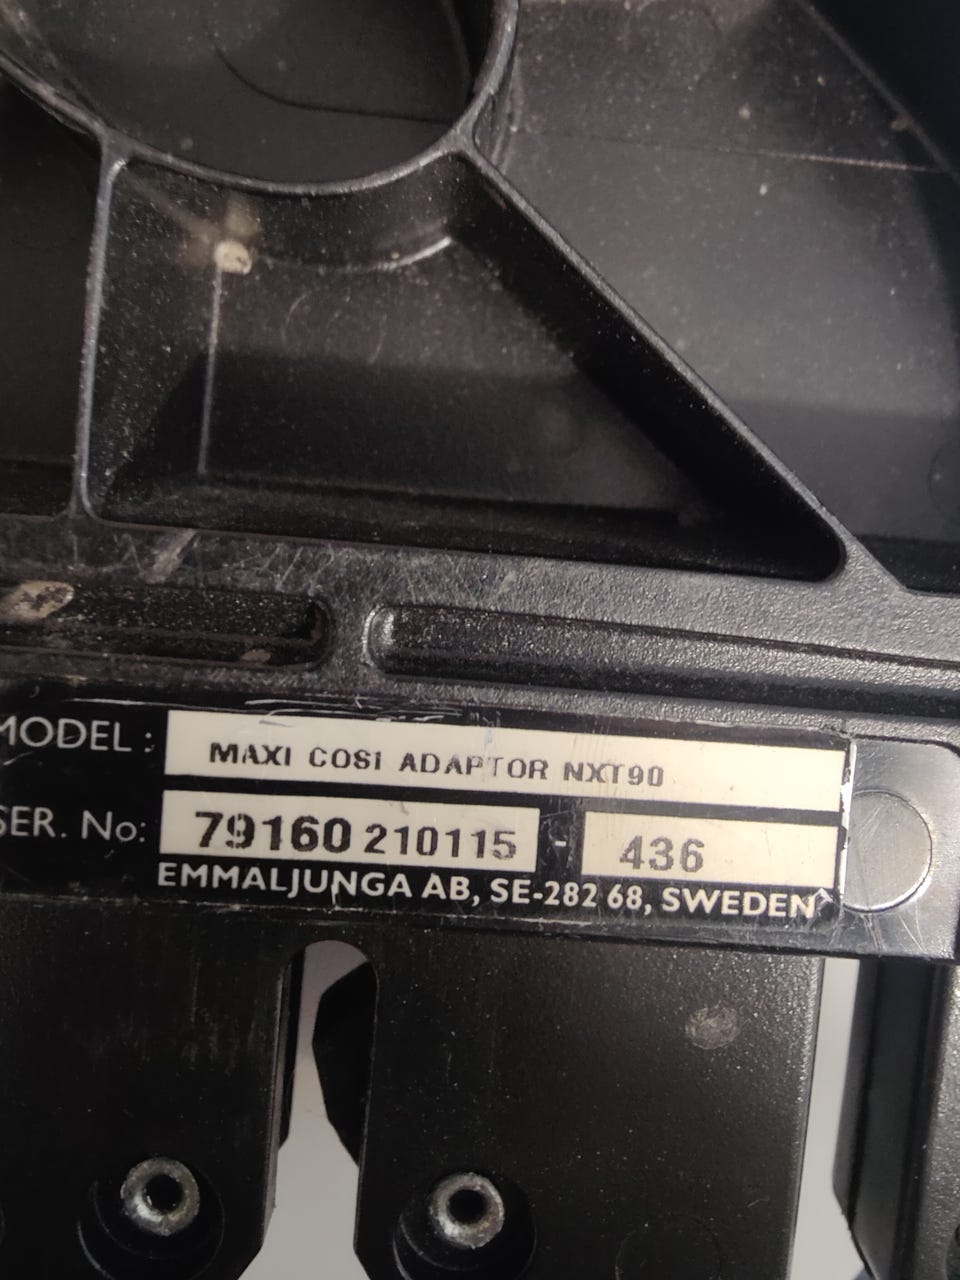 MODEL: MAXI COSI ADAPTOR NXT90
SER. No: 79160 210115 - 436
EMMALJUNGA AB, SE-282 68, SWEDEN